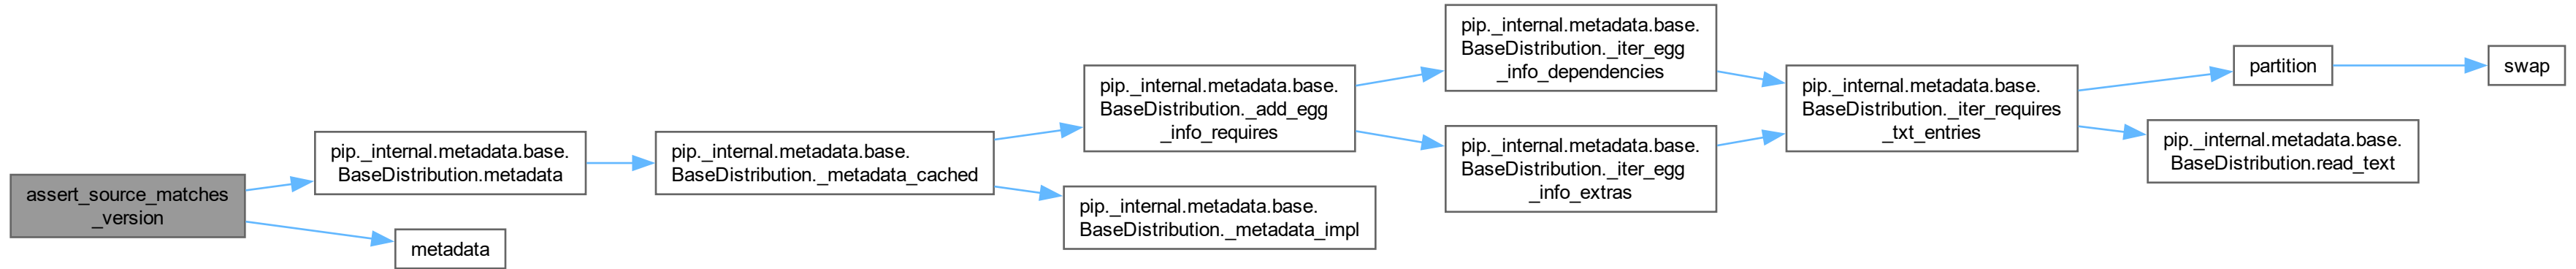 assert_source_matches
_version
pip._internal.metadata.base.
BaseDistribution.metadata
metadata
pip._internal.metadata.base.
BaseDistribution._metadata_cached
pip._internal.metadata.base.
BaseDistribution._add_egg
_info_requires
pip._internal.metadata.base.
BaseDistribution._metadata_impl
pip._internal.metadata.base.
BaseDistribution._iter_egg
_info_dependencies
pip._internal.metadata.base.
BaseDistribution._iter_egg
_info_extras
pip._internal.metadata.base.
BaseDistribution._iter_requires
_txt_entries
partition
pip._internal.metadata.base.
BaseDistribution.read_text
swap